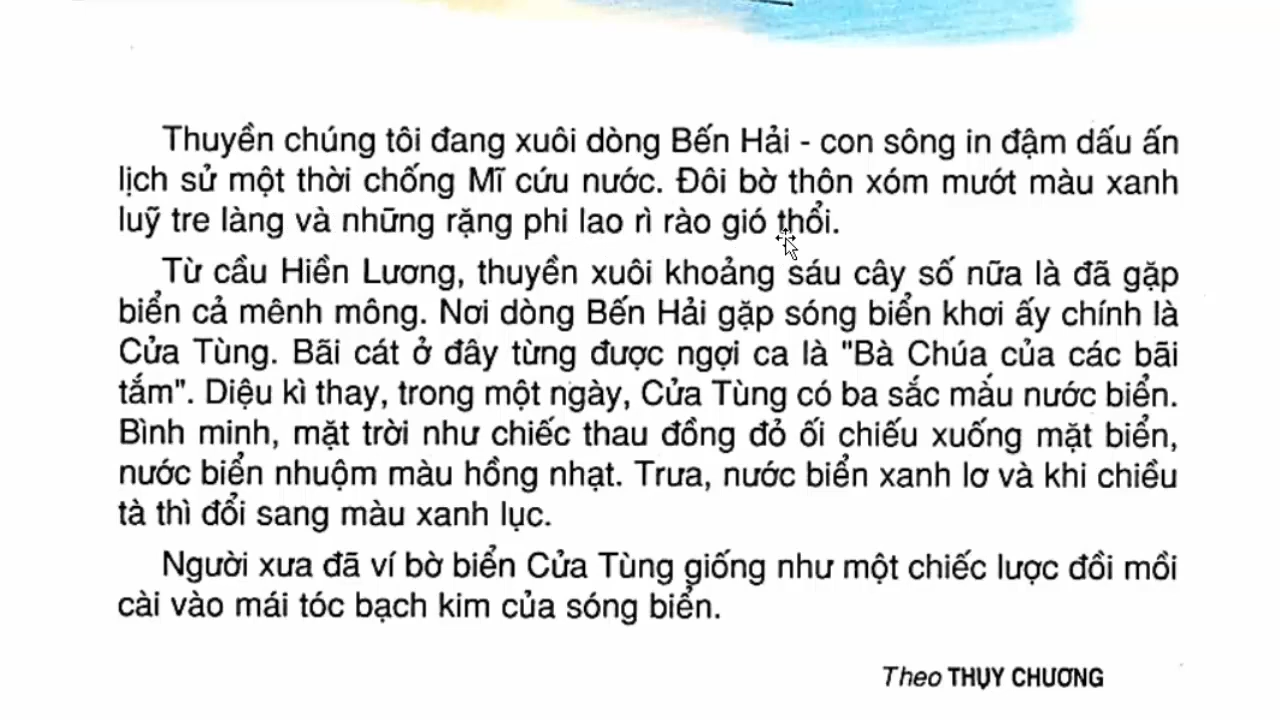 Thuyền chúng tôi đang xuôi dòng Bến Hải - con sông in đậm dấu ấn
lịch sử một thời chống Mĩ cứu nước. Đôi bờ thôn xóm mướt màu xanh
luỹ tre làng và những rặng phi lao rì rào gió thổi.
Từ cầu Hiền Lương, thuyền xuôi khoảng sáu cây số nữa là đã gặp
biển cả mênh mông. Nơi dòng Bến Hải gặp sóng biển khơi ấy chính là
Cửa Tùng. Bãi cát ở đây từng được ngợi ca là "Bà Chúa của các bãi
tắm". Diệu kì thay, trong một ngày, Cửa Tùng có ba sắc màu nước biển.
Bình minh, mặt trời như chiếc thau đồng đỏ ối chiếu xuống mặt biển,
nước biển nhuộm màu hồng nhạt. Trưa, nước biển xanh lơ và khi chiều
tà thì đổi sang màu xanh lục.
Người xưa đã ví bờ biển Cửa Tùng giống như một chiếc lược đồi mồi
cài vào mái tóc bạch kim của sóng biển.
Theo THỤY CHƯƠNG